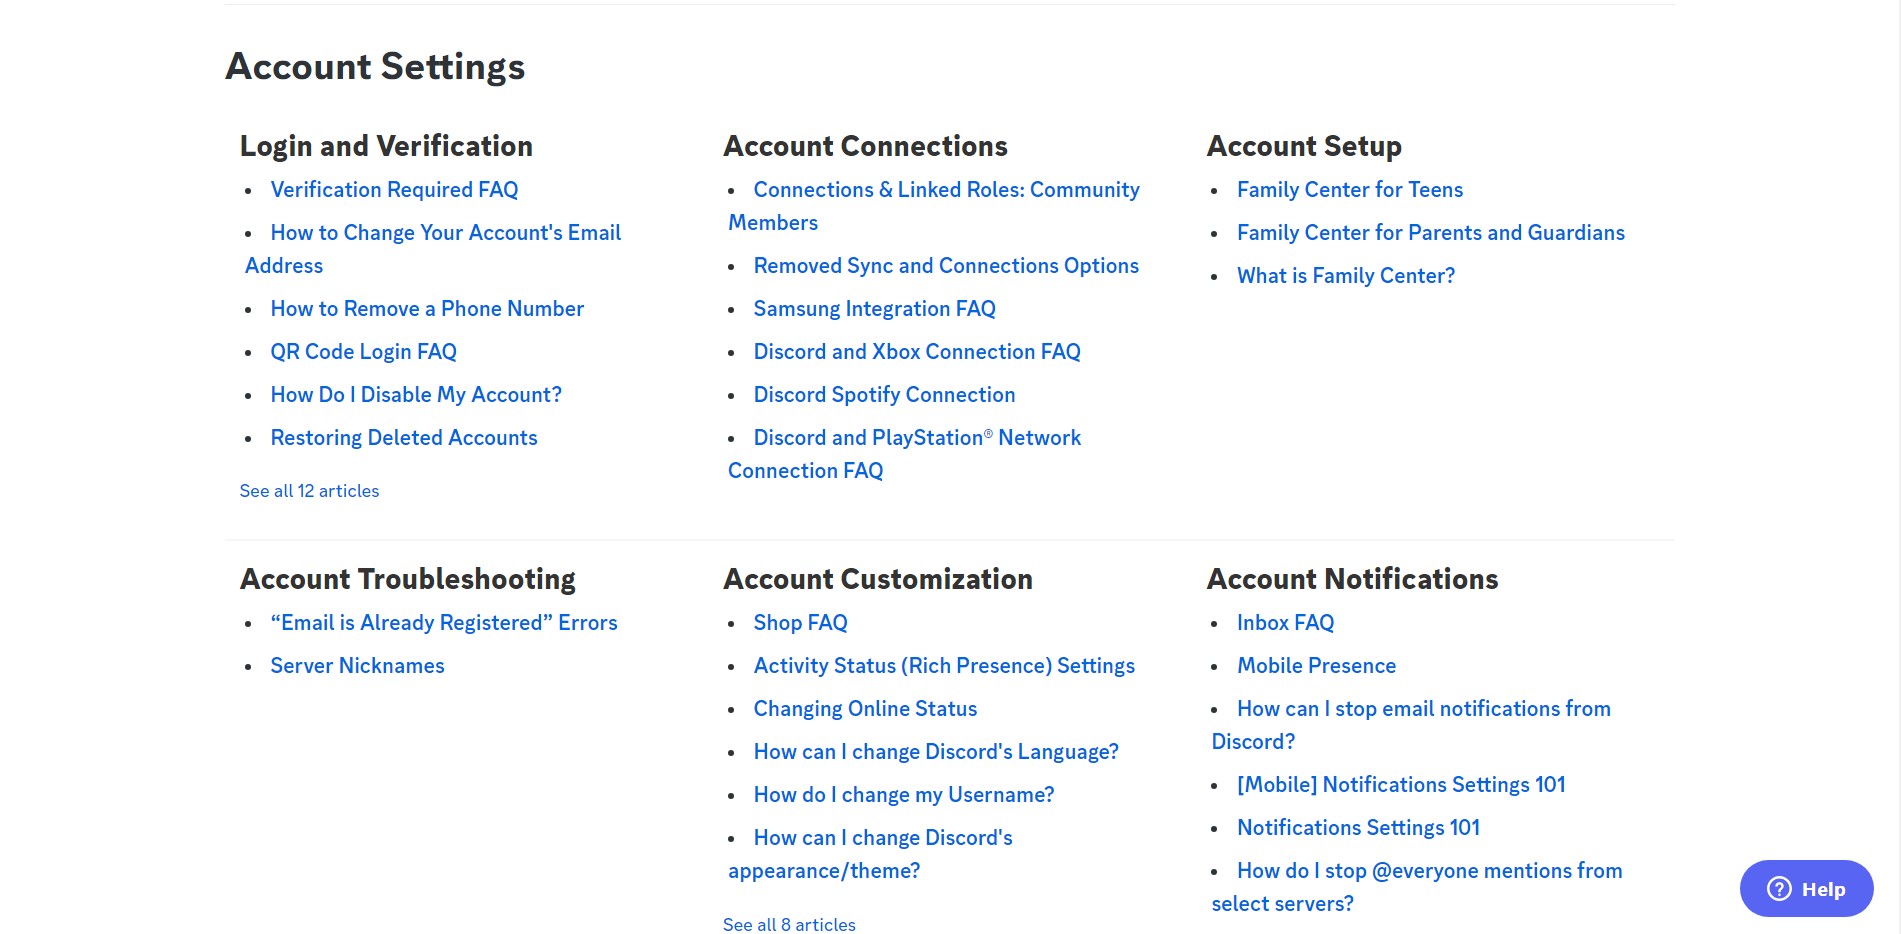 Account Settings
Login and Verification
Verification Required FAQ
How to Change Your Account's Email
Address
How to Remove a Phone Number
QR Code Login FAQ
How Do I Disable My Account?
Restoring Deleted Accounts
See all 12 articles
Account Connections
Connections & Linked Roles: Community
Members
Removed Sync and Connections Options
Samsung Integration FAQ
Discord and Xbox Connection FAQ
Discord Spotify Connection
Discord and PlayStation® Network
Connection FAQ
Account Setup
Family Center for Teens
Family Center for Parents and Guardians
What is Family Center?
Account Troubleshooting
“Email is Already Registered” Errors
Server Nicknames
Account Customization
Shop FAQ
Activity Status (Rich Presence) Settings
Changing Online Status
How can I change Discord's Language?
How do I change my Username?
How can I change Discord's
appearance/theme?
See all 8 articles
Account Notifications
Inbox FAQ
Mobile Presence
How can I stop email notifications from
Discord?
[Mobile] Notifications Settings 101
Notifications Settings 101
How do I stop @everyone mentions from
select servers?
Help